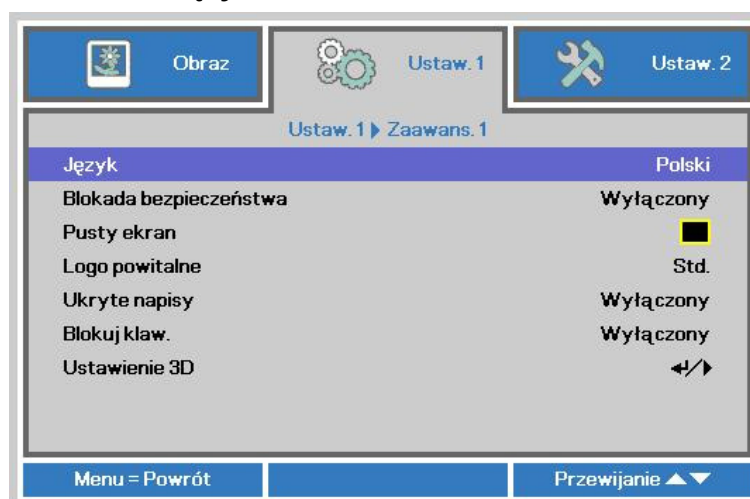 Obraz
Ustaw. 1
Ustaw. 2
Ustaw. 1 Zaawans. 1
Język Polski
Blokada bezpieczeństwa Wyłączony
Pusty ekran
Logo powitalne Std.
Ukryte napisy Wyłączony
Blokuj klaw. Wyłączony
Ustawienie 3D
Menu = Powrót
Przewijanie